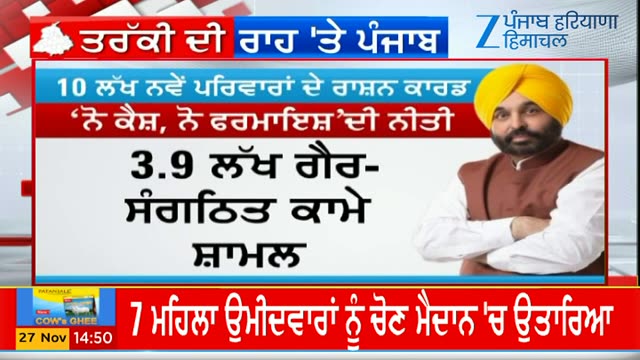 ਤਰੱਕੀ ਦੀ ਰਾਹ 'ਤੇ ਪੰਜਾਬ
Z ਪੰਜਾਬ ਹਰਿਆਣਾ
ਹਿਮਾਚਲ
10 ਲੱਖ ਨਵੇਂ ਪਰਿਵਾਰਾਂ ਦੇ ਰਾਸ਼ਨ ਕਾਰਡ
‘ਨੋ ਕੈਸ਼, ਨੋ ਫਰਮਾਇਸ਼’ਦੀ ਨੀਤੀ
3.9 ਲੱਖ ਗੈਰ-
ਸੰਗਠਿਤ ਕਾਮੇ
ਸ਼ਾਮਲ
PATANJALI
COW's GHEE
7 ਮਹਿਲਾ ਉਮੀਦਵਾਰਾਂ ਨੂੰ ਚੋਣ ਮੈਦਾਨ 'ਚ ਉਤਾਰਿਆ
27 Nov 14:50